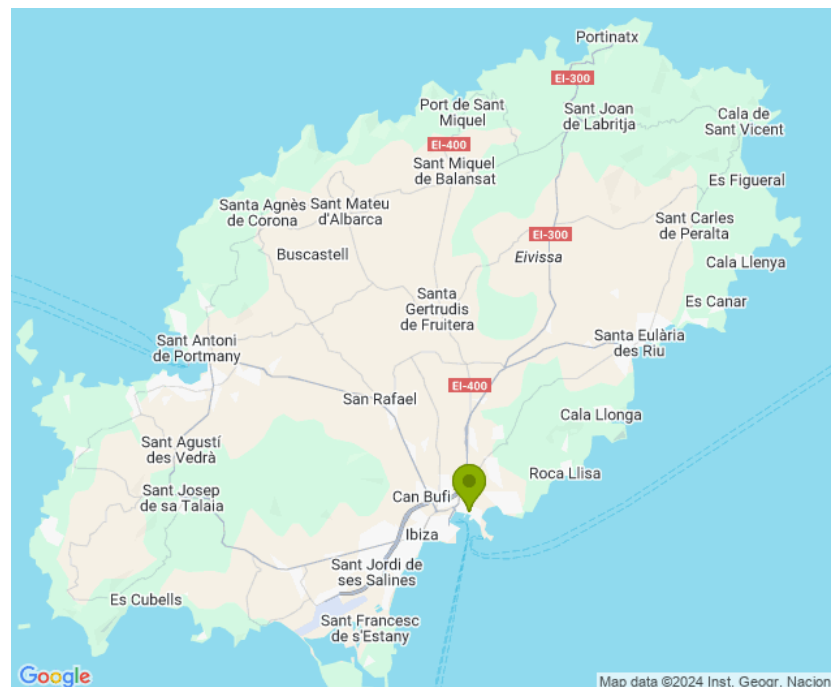 Portinatx
EI-300
Port de Sant
Miquel
Sant Joan
de Labritja
Cala de
Sant Vicent
EI-400
Sant Miquel
de Balansat
Es Figueral
Santa Agnès
de Corona
Sant Mateu
d'Albarca
Sant Carles
de Peralta
EI-300
Buscastell
Eivissa
Cala Llenya
Santa
Gertrudis
de Fruitera
Es Canar
Sant Antoni
de Portmany
Santa Eulària
des Riu
EI-400
San Rafael
Cala Llonga
Sant Agustí
des Vedrà
Roca Llisa
Sant Josep
de sa Talaia
Can Bufí
Ibiza
Sant Jordi de
ses Salines
Es Cubells
Sant Francesc
de s'Estany
Google
Map data ©2024 Inst. Geogr. Nacion